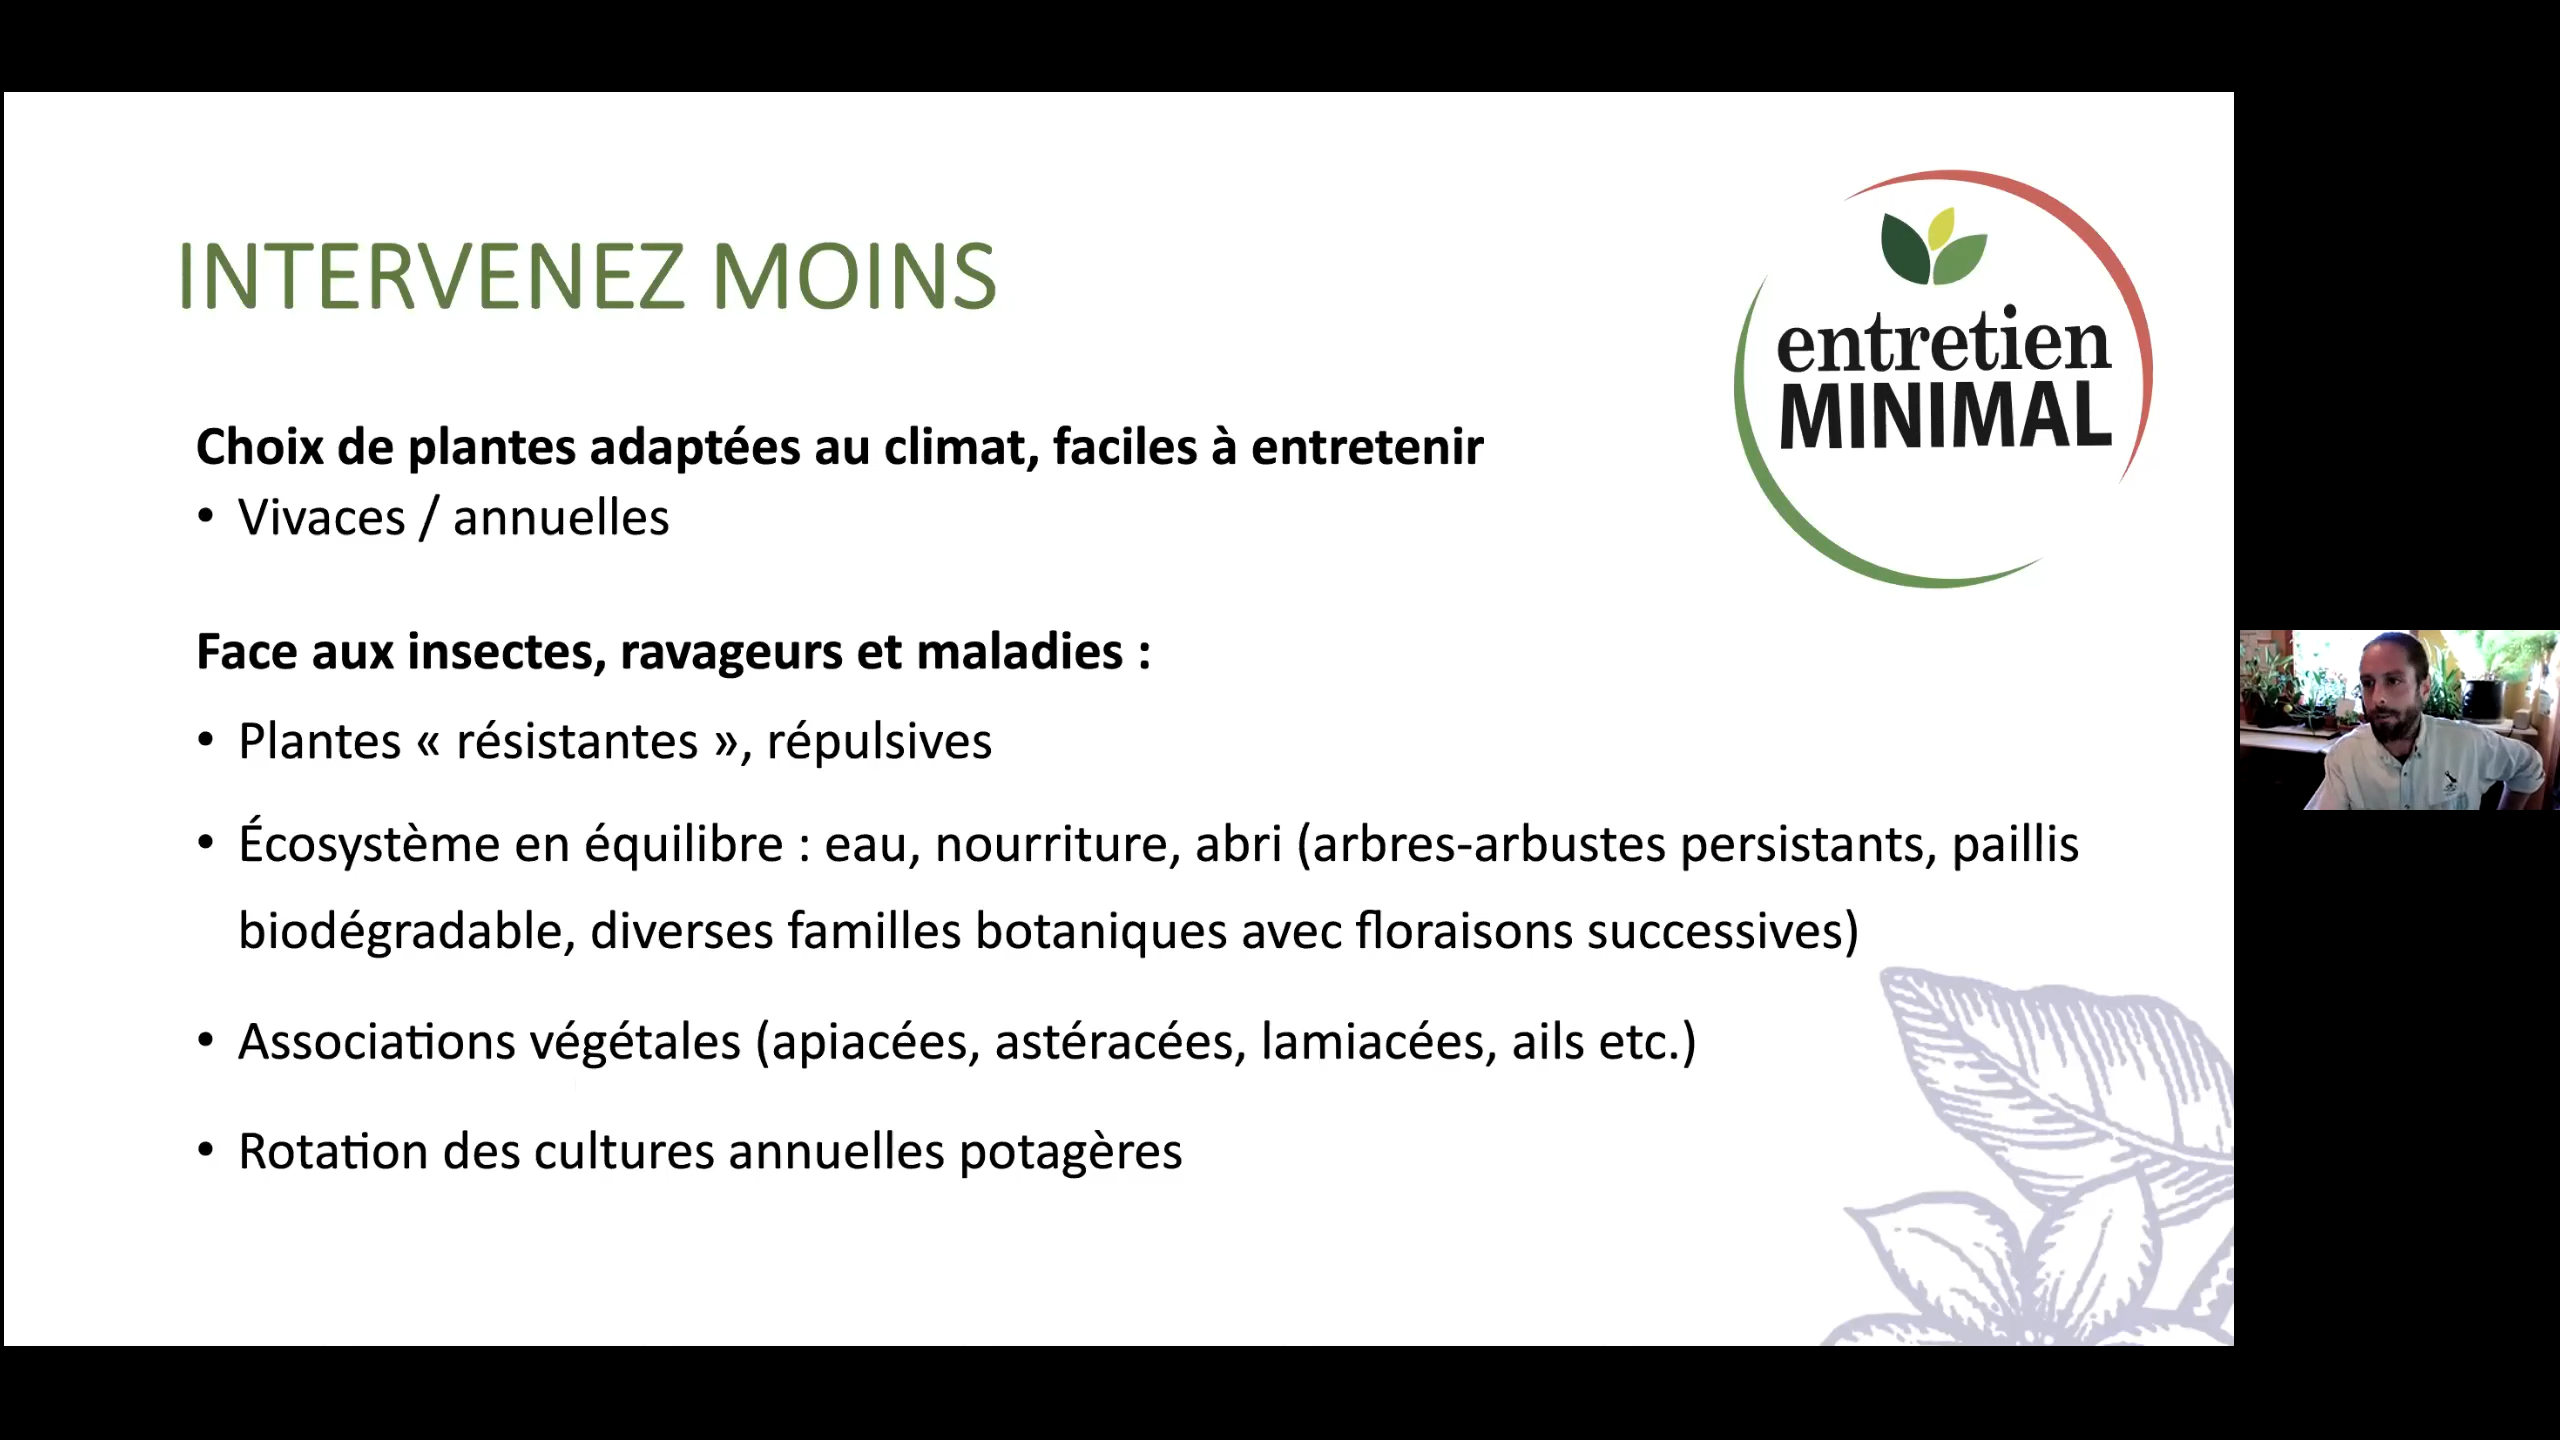 INTERVENEZ MOINS
entretien
MINIMAL
Choix de plantes adaptées au climat, faciles à entretenir
• Vivaces / annuelles
Face aux insectes, ravageurs et maladies :
• Plantes « résistantes », répulsives
• Écosystème en équilibre : eau, nourriture, abri (arbres-arbustes persistants, paillis
biodégradable, diverses familles botaniques avec floraisons successives)
• Associations végétales (apiacées, astéracées, lamiacées, ails etc.)
• Rotation des cultures annuelles potagères